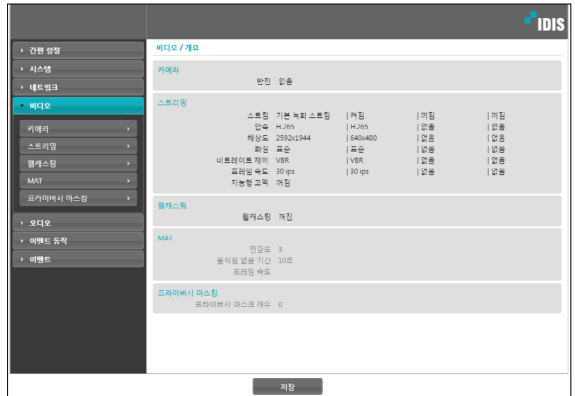 IDIS
간편 설정
시스템
네트워크
비디오
카메라
스트리밍
웹캐스팅
MAT
프라이버시 마스킹
오디오
이벤트 동작
이벤트
비디오 / 개요
카메라
반전 없음
스트리밍
스트림 기본 녹화 스트림 | 켜짐 | 꺼짐 | 꺼짐
압축 H.265 | H.265 | 없음 | 없음
해상도 2592x1944 | 640x480 | 없음 | 없음
화질 표준 | 표준 | 없음 | 없음
비트레이트 제어 VBR | VBR | 없음 | 없음
프레임 속도 30 ips | 30 ips | 없음 | 없음
지능형 코덱 꺼짐
웹캐스팅
웹캐스팅 꺼짐
MAT
민감도 3
움직임 없음 기간 10초
프레임 속도
프라이버시 마스킹
프라이버시 마스크 개수 0
저장